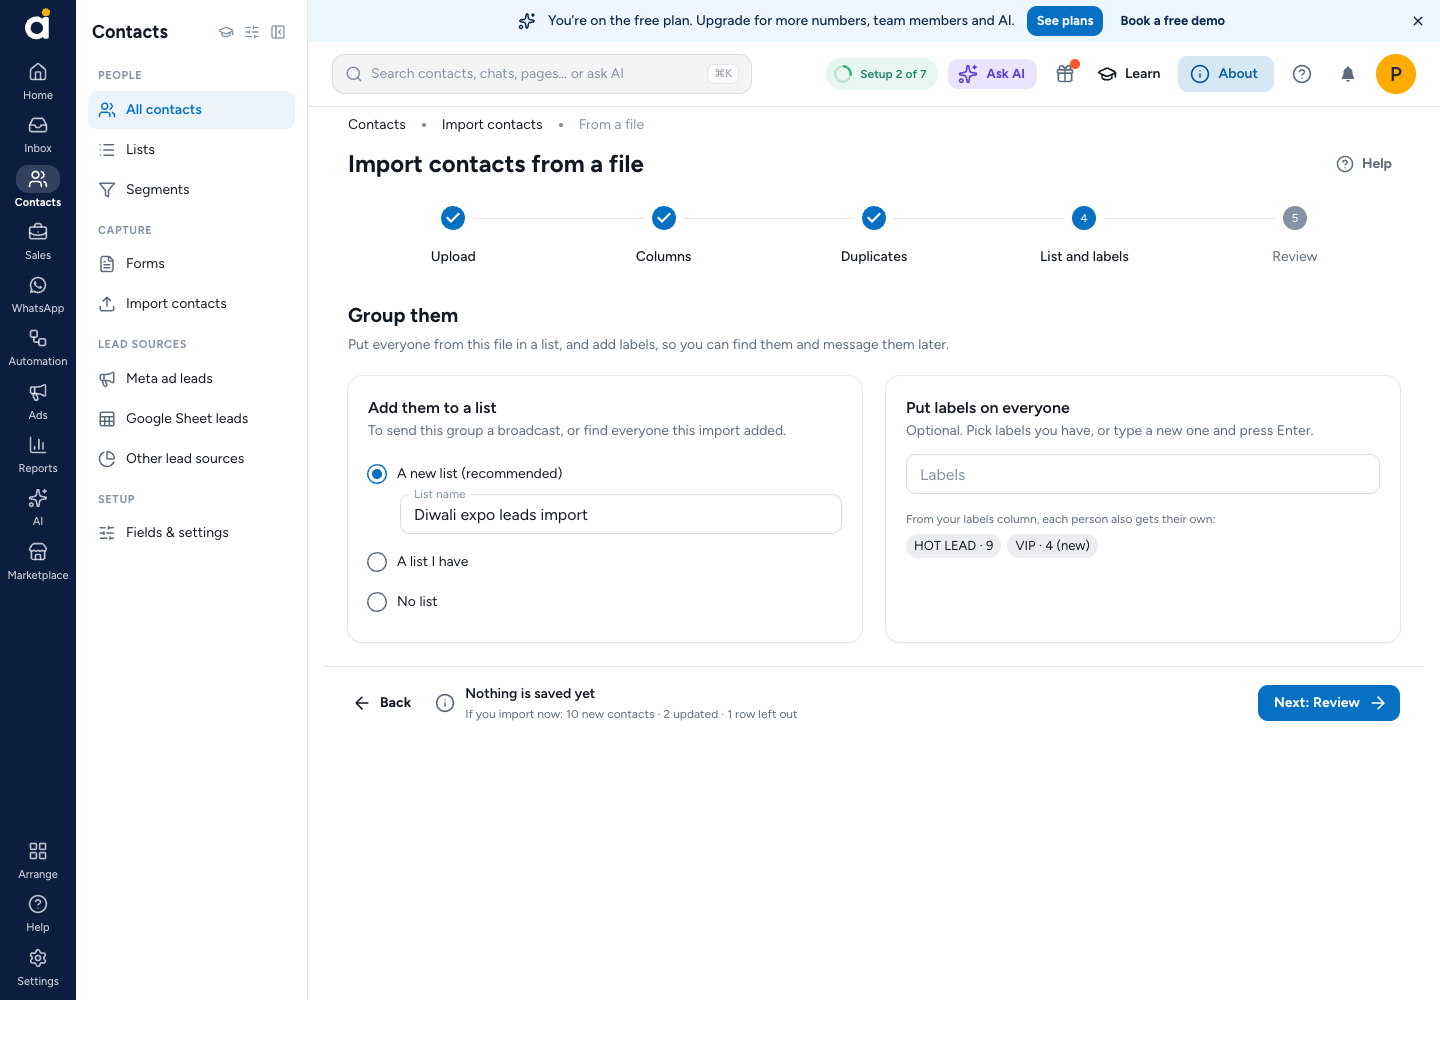 You're on the free plan. Upgrade for more numbers, team members and AI. See plans Book a free demo
Contacts
Search contacts, chats, pages... or ask AI ⌘K
Setup 2 of 7 Ask AI Learn About P
Home
Inbox
Contacts
Sales
WhatsApp
Automation
Ads
Reports
AI
Marketplace
Arrange
Help
Settings
PEOPLE
All contacts
Lists
Segments
CAPTURE
Forms
Import contacts
LEAD SOURCES
Meta ad leads
Google Sheet leads
Other lead sources
SETUP
Fields & settings
Contacts • Import contacts • From a file
Import contacts from a file
Help
4 5
Upload Columns Duplicates List and labels Review
Group them
Put everyone from this file in a list, and add labels, so you can find them and message them later.
Add them to a list
To send this group a broadcast, or find everyone this import added.
A new list (recommended)
List name
Diwali expo leads import
A list I have
No list
Put labels on everyone
Optional. Pick labels you have, or type a new one and press Enter.
Labels
From your labels column, each person also gets their own:
HOT LEAD · 9 VIP · 4 (new)
Back
Nothing is saved yet
If you import now: 10 new contacts · 2 updated · 1 row left out
Next: Review